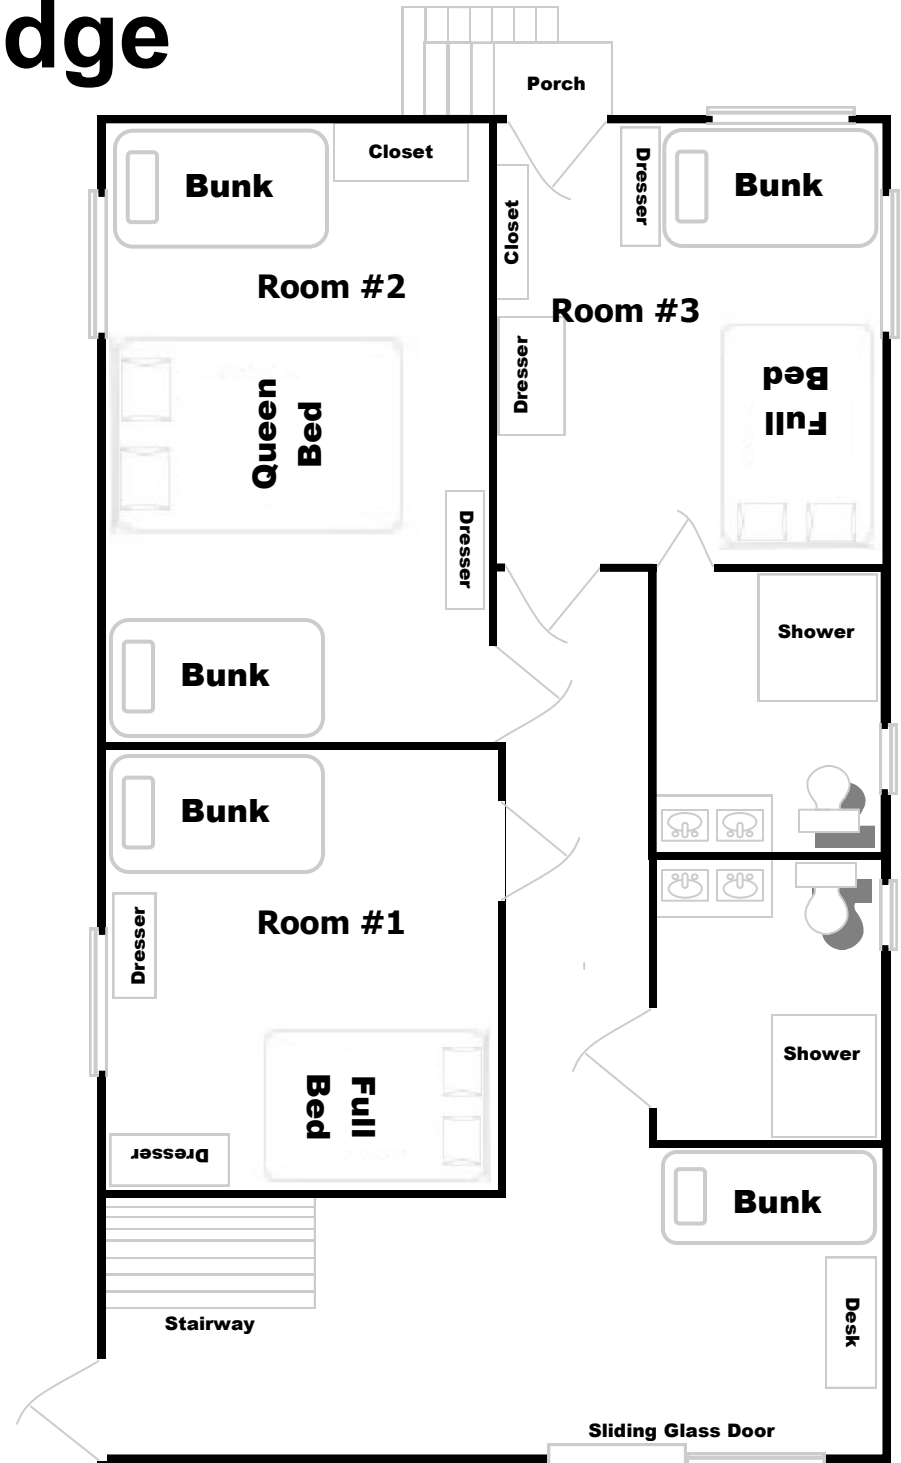 dge
Porch
Closet
Bunk
Dresser
Bunk
Closet
Room #2
Room #3
Dresser
Full
Bed
Queen
Bed
Dresser
Shower
Bunk
Bunk
Room #1
Dresser
Shower
Full
Bed
Dresser
Bunk
Stairway
Desk
Sliding Glass Door